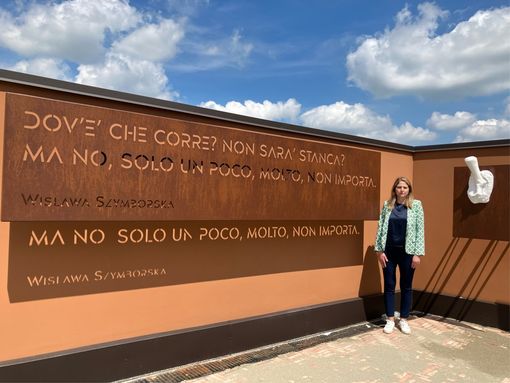 DOV'E' CHE CORRE? NON SARA' STANCA?
MA NO, SOLO UN POCO, MOLTO, NON IMPORTA.
WISLAWA SZYMBORSKA
MA NO SOLO UN POCO, MOLTO, NON IMPORTA.
WISLAWA SZYMBORSKA